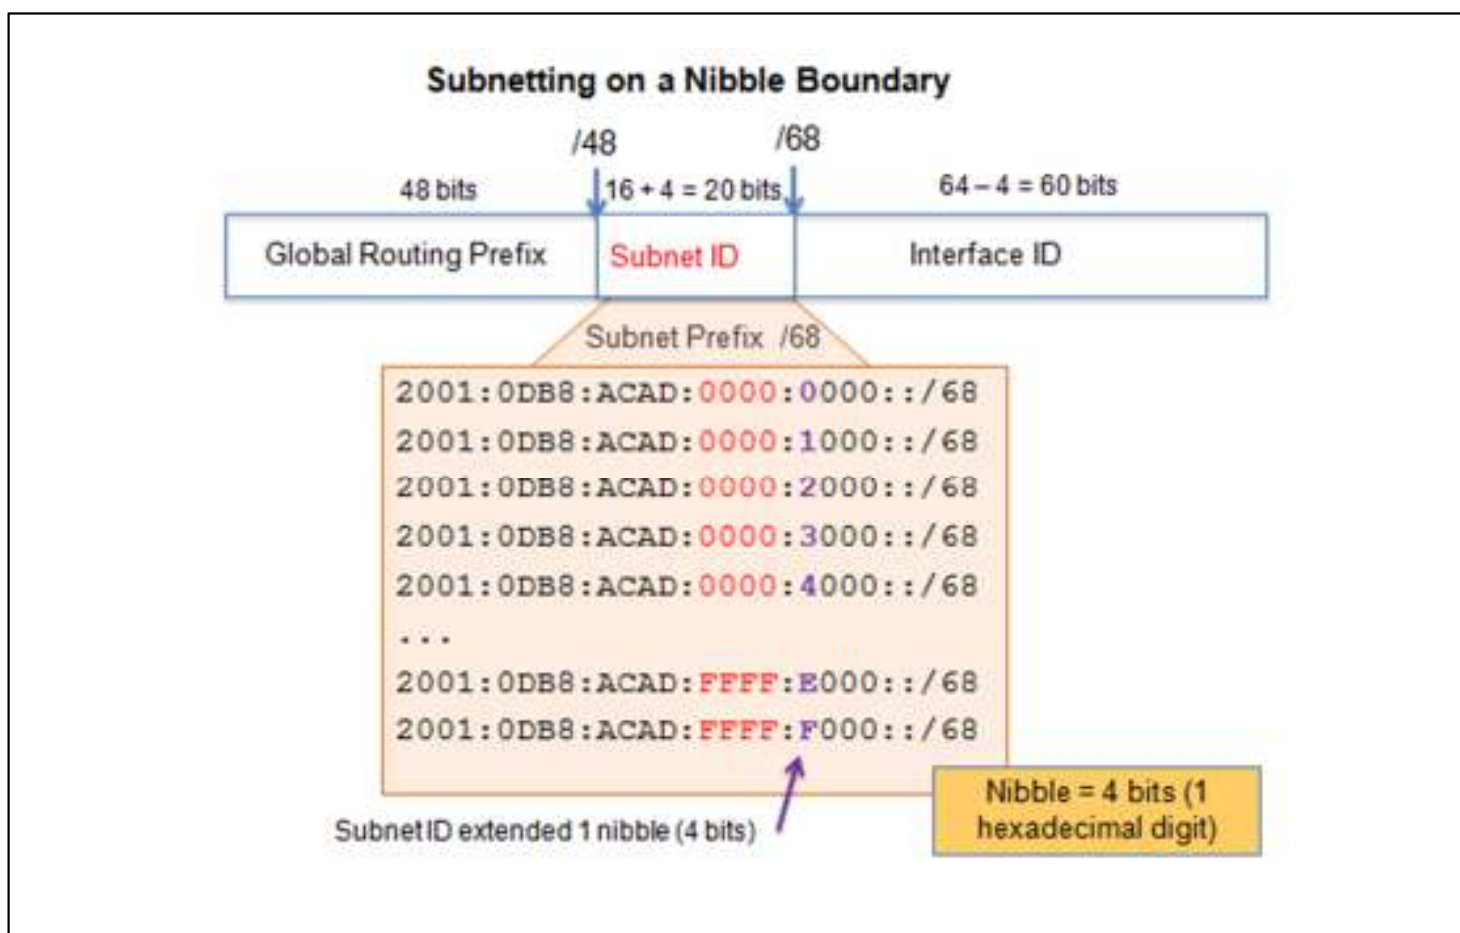 Subnetting on a Nibble Boundary
/48
/68
48 bits
16 + 4 = 20 bits
64 – 4 = 60 bits
Global Routing Prefix
Subnet ID
Interface ID
Subnet Prefix /68
2001:0DB8:ACAD:0000:0000::/68
2001:0DB8:ACAD:0000:1000::/68
2001:0DB8:ACAD:0000:2000::/68
2001:0DB8:ACAD:0000:3000::/68
2001:0DB8:ACAD:0000:4000::/68
...
2001:0DB8:ACAD:FFFF:E000::/68
2001:0DB8:ACAD:FFFF:F000::/68
Subnet ID extended 1 nibble (4 bits)
Nibble = 4 bits (1
hexadecimal digit)